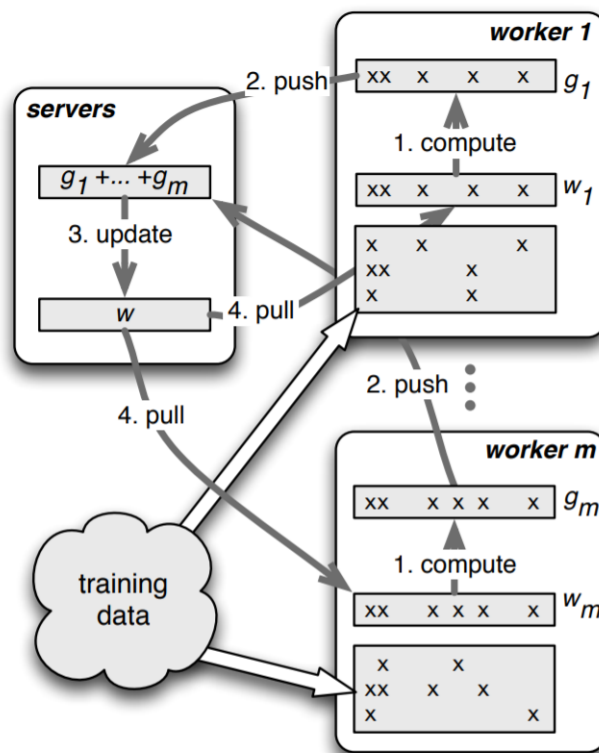 worker 1
xx x x x
g1
2. push
1. compute
xx x x x
w1
x x x
xx x
x x
servers
g1 +... +gm
3. update
w
4. pull
4. pull
2. push
worker m
xx x x x x
gm
1. compute
xx x x x x
wm
x x
xx x x
x x
training
data